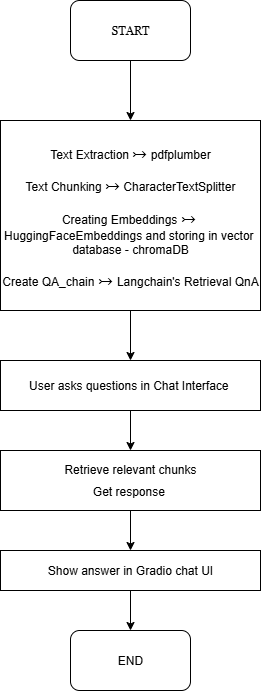 START
Text Extraction ↣ pdfplumber
Text Chunking ↣ CharacterTextSplitter
Creating Embeddings ↣
HuggingFaceEmbeddings and storing in vector
database - chromaDB
Create QA_chain ↣ Langchain's Retrieval QnA
User asks questions in Chat Interface
Retrieve relevant chunks
Get response
Show answer in Gradio chat UI
END